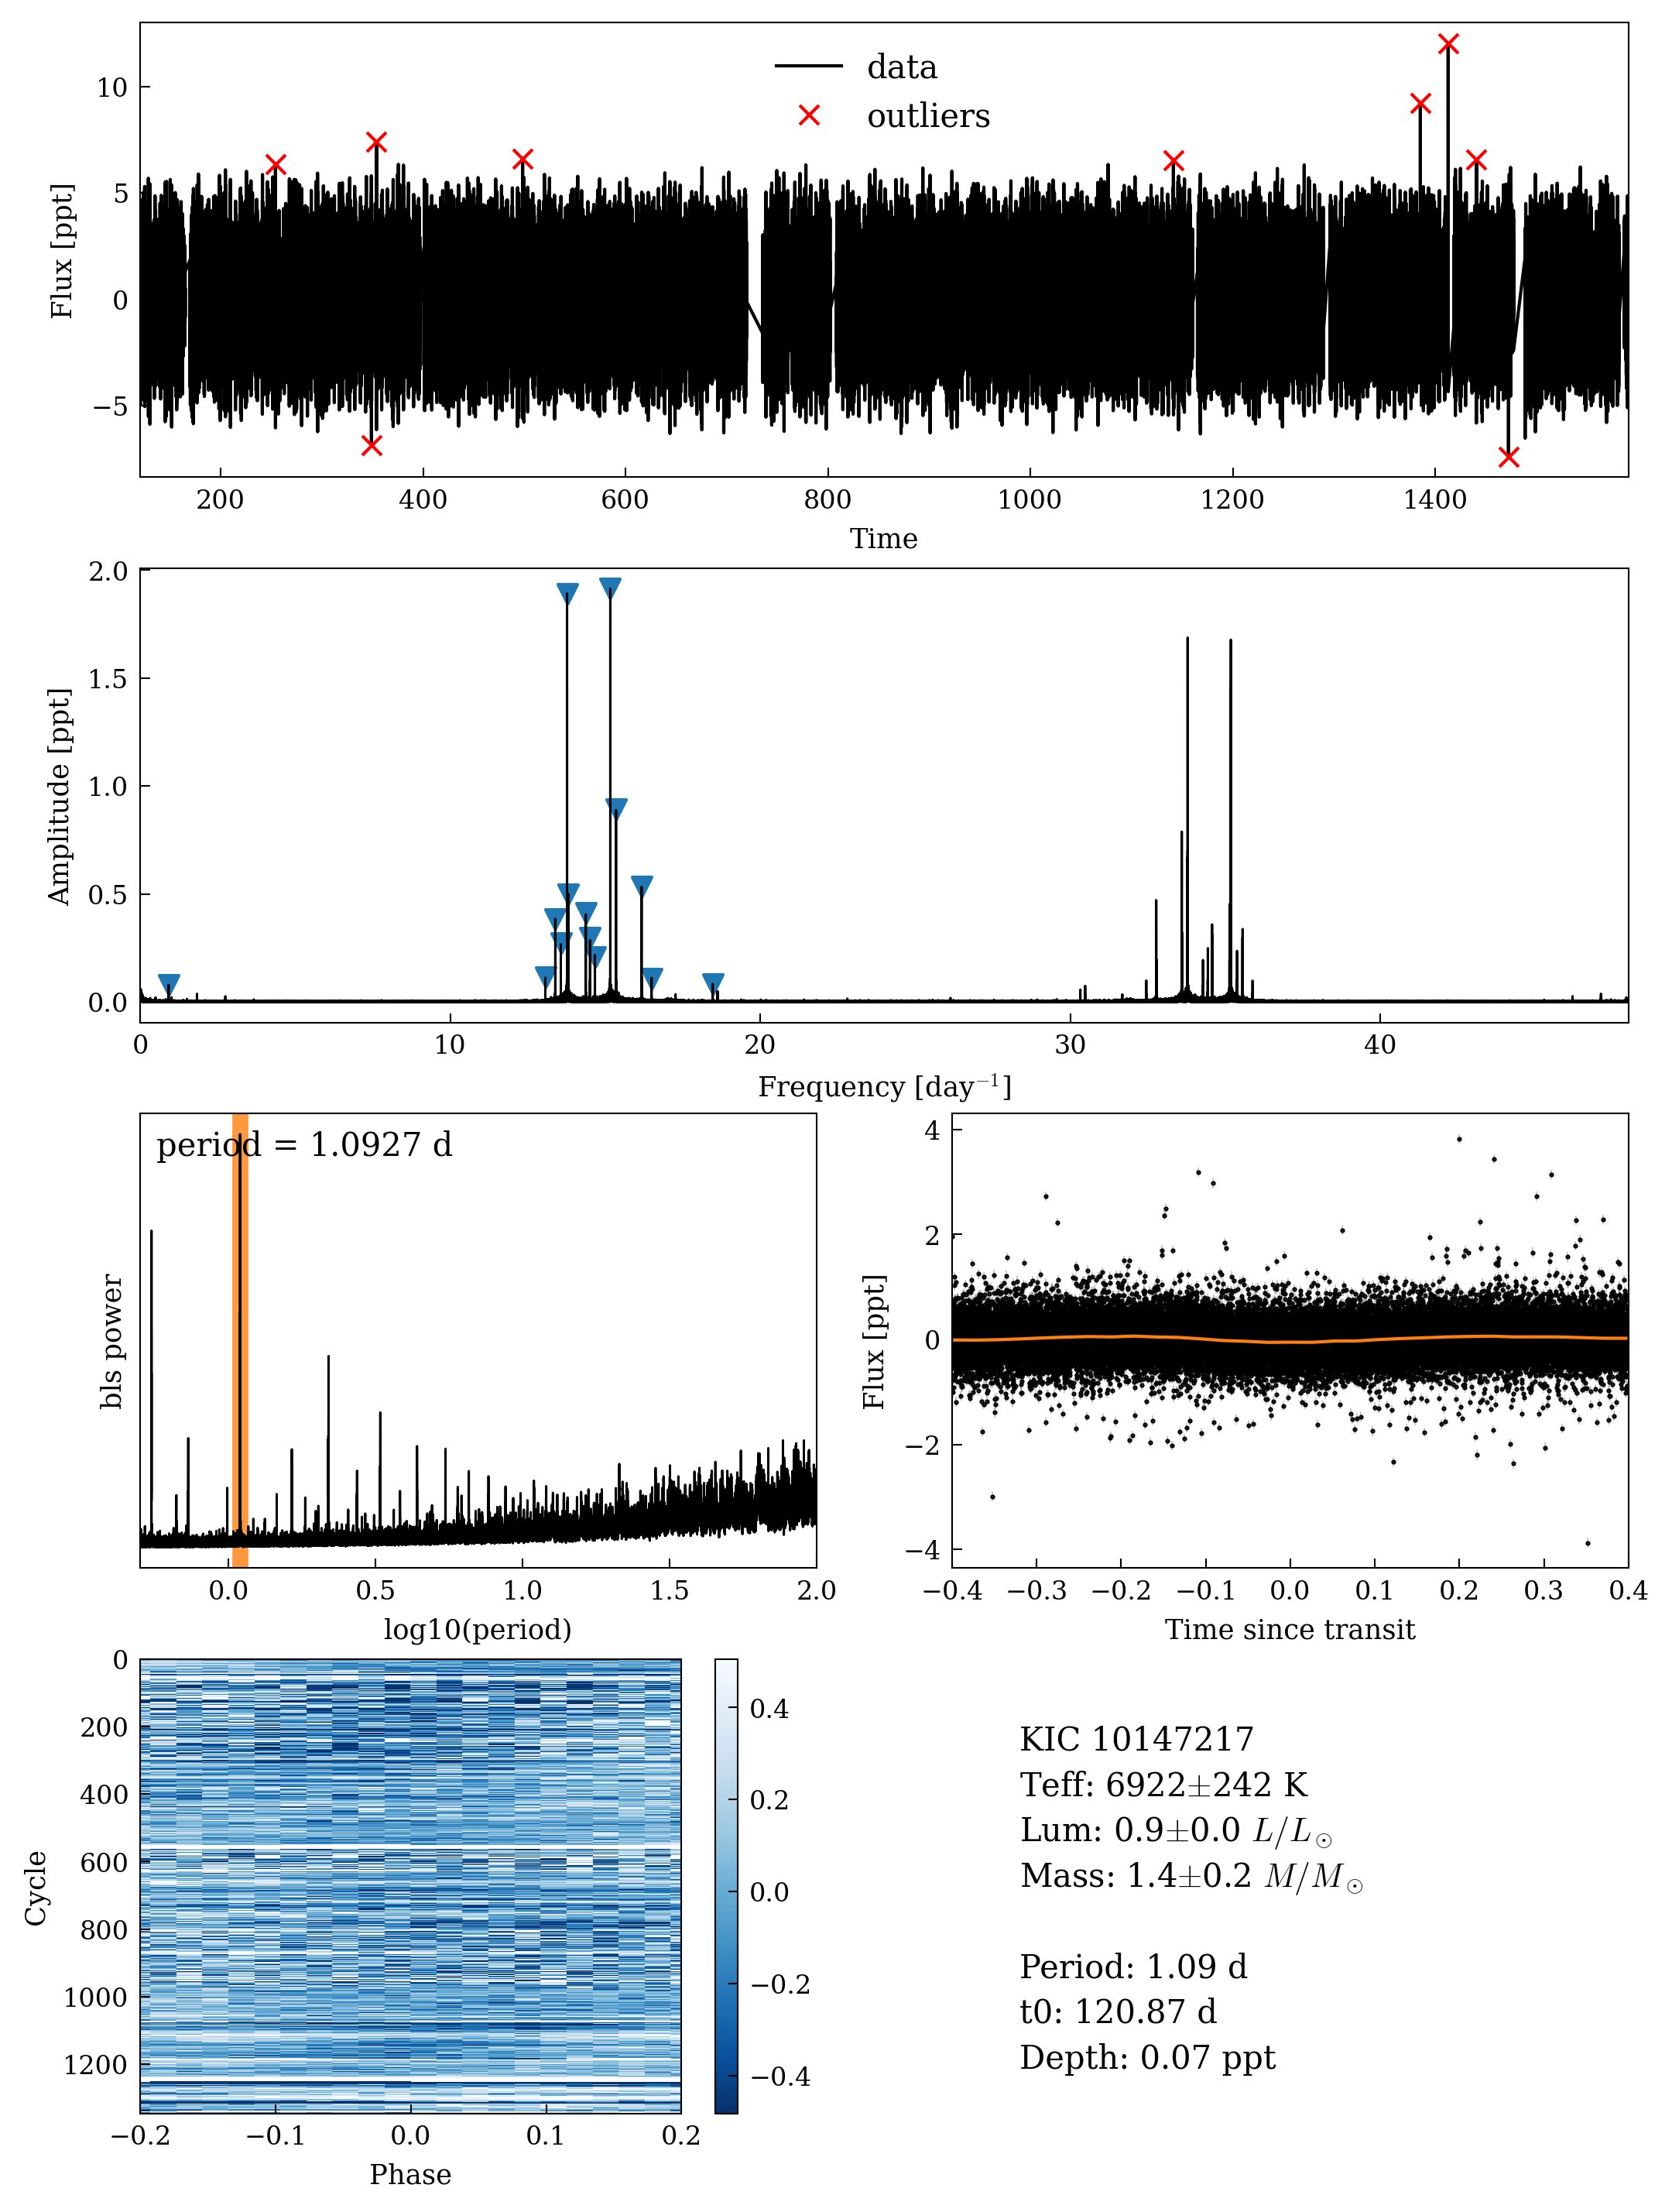 data
outliers
10
5
0
−5
Flux [ppt]
200 400 600 800 1000 1200 1400
Time
2.0
1.5
1.0
0.5
0.0
Amplitude [ppt]
0 10 20 30 40
Frequency [day⁻¹]
period = 1.0927 d
bls power
0.0 0.5 1.0 1.5 2.0
log10(period)
4
2
0
−2
−4
Flux [ppt]
−0.4 −0.3 −0.2 −0.1 0.0 0.1 0.2 0.3 0.4
Time since transit
0
200
400
600
800
1000
1200
Cycle
−0.2 −0.1 0.0 0.1 0.2
Phase
0.4
0.2
0.0
−0.2
−0.4
KIC 10147217
Teff: 6922±242 K
Lum: 0.9±0.0 L/L⊙
Mass: 1.4±0.2 M/M⊙
Period: 1.09 d
t0: 120.87 d
Depth: 0.07 ppt